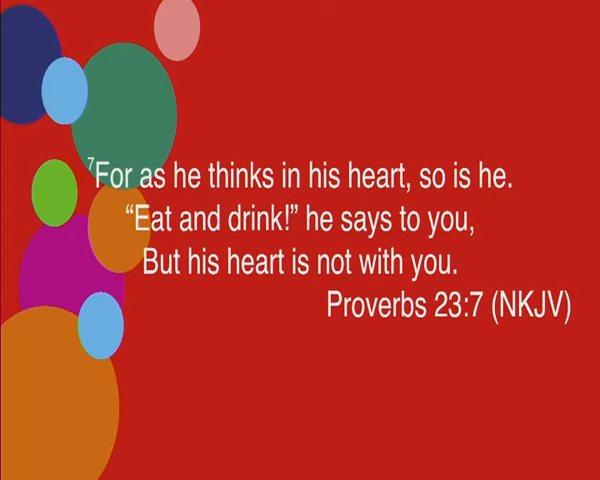 ⁷For as he thinks in his heart, so is he.
“Eat and drink!” he says to you,
But his heart is not with you.
Proverbs 23:7 (NKJV)